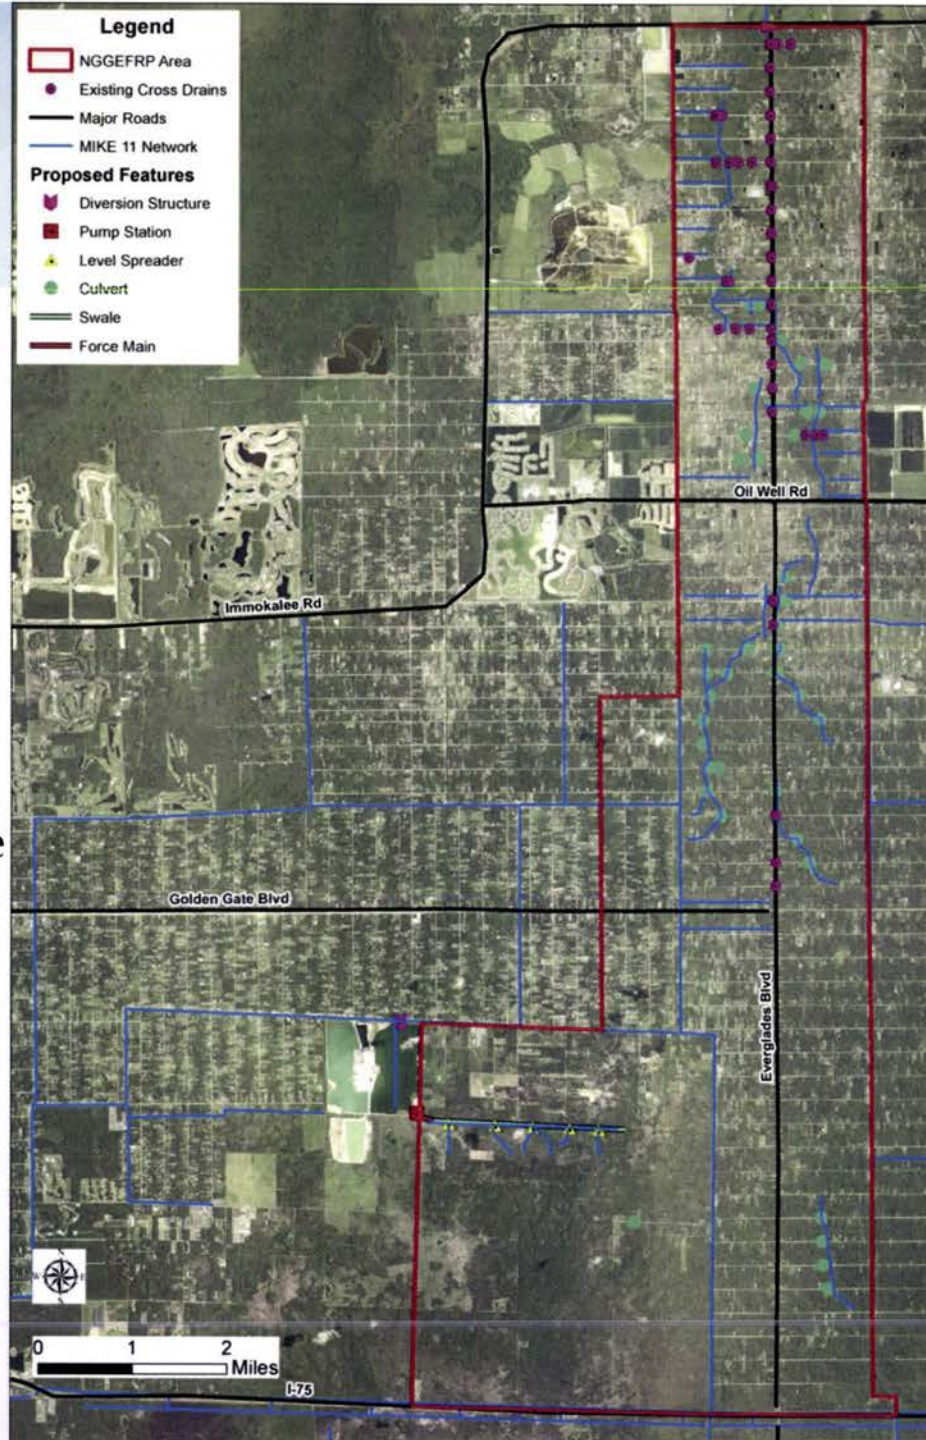 Legend
NGGEFRP Area
Existing Cross Drains
Major Roads
MIKE 11 Network
Proposed Features
Diversion Structure
Pump Station
Level Spreader
Culvert
Swale
Force Main
Oil Well Rd
Immokalee Rd
e
Golden Gate Blvd
Everglades Blvd
W E
0 1 2
Miles
I-75